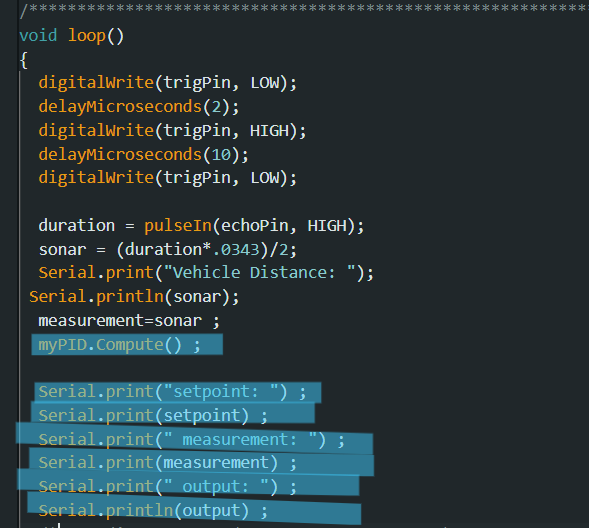 /************************************************************
void loop()
{
digitalWrite(trigPin, LOW);
delayMicroseconds(2);
digitalWrite(trigPin, HIGH);
delayMicroseconds(10);
digitalWrite(trigPin, LOW);
duration = pulseIn(echoPin, HIGH);
sonar = (duration*.0343)/2;
Serial.print("Vehicle Distance: ");
Serial.println(sonar);
measurement=sonar ;
myPID.Compute() ;
Serial.print("setpoint: ") ;
Serial.print(setpoint) ;
Serial.print(" measurement: ") ;
Serial.print(measurement) ;
Serial.print(" output: ") ;
Serial.println(output) ;